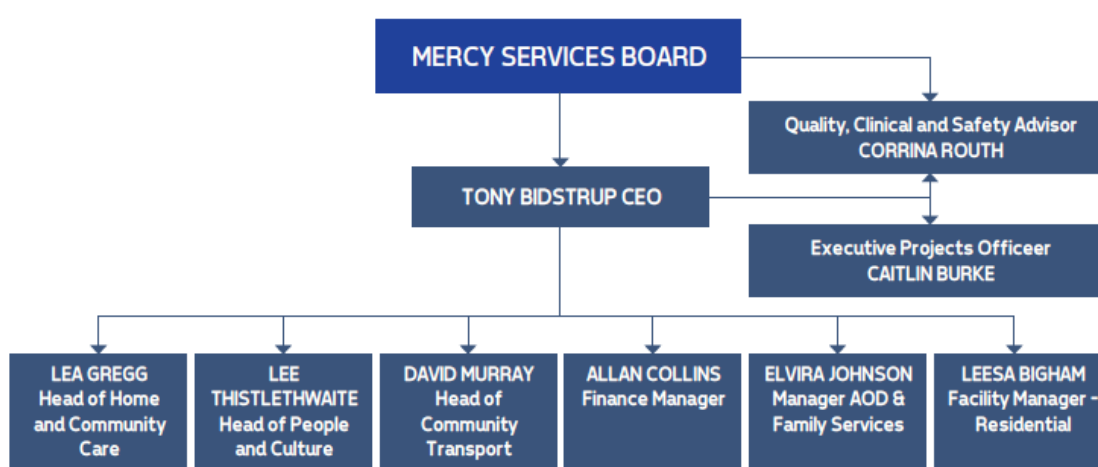 MERCY SERVICES BOARD
Quality, Clinical and Safety Advisor
CORRINA ROUTH
TONY BIDSTRUP CEO
Executive Projects Officeer
CAITLIN BURKE
LEA GREGG
Head of Home
and Community
Care
LEE
THISTLETHWAITE
Head of People
and Culture
DAVID MURRAY
Head of
Community
Transport
ALLAN COLLINS
Finance Manager
ELVIRA JOHNSON
Manager AOD &
Family Services
LEESA BIGHAM
Facility Manager -
Residential